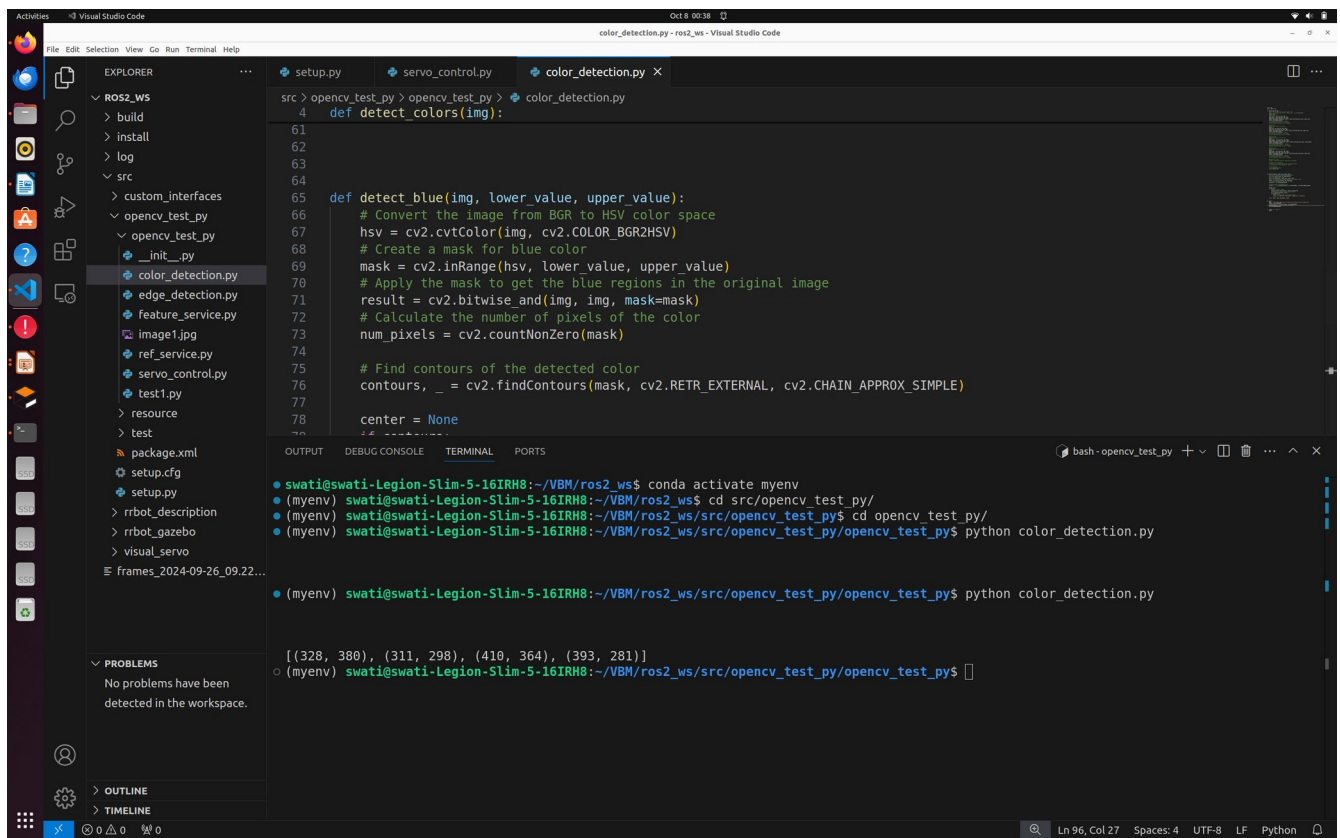 Activities
Visual Studio Code
Oct 8 00:38
color_detection.py - ros2_ws - Visual Studio Code
File Edit Selection View Go Run Terminal Help
EXPLORER
ROS2_WS
build
install
log
src
custom_interfaces
opencv_test_py
opencv_test_py
__init__.py
color_detection.py
edge_detection.py
feature_service.py
image1.jpg
ref_service.py
servo_control.py
test1.py
resource
test
package.xml
setup.cfg
setup.py
rrbot_description
rrbot_gazebo
visual_servo
frames_2024-09-26_09.22...
PROBLEMS
No problems have been
detected in the workspace.
OUTLINE
TIMELINE
setup.py servo_control.py color_detection.py
src > opencv_test_py > opencv_test_py > color_detection.py
4 def detect_colors(img):
61
62
63
64
65 def detect_blue(img, lower_value, upper_value):
66 # Convert the image from BGR to HSV color space
67 hsv = cv2.cvtColor(img, cv2.COLOR_BGR2HSV)
68 # Create a mask for blue color
69 mask = cv2.inRange(hsv, lower_value, upper_value)
70 # Apply the mask to get the blue regions in the original image
71 result = cv2.bitwise_and(img, img, mask=mask)
72 # Calculate the number of pixels of the color
73 num_pixels = cv2.countNonZero(mask)
74
75 # Find contours of the detected color
76 contours, _ = cv2.findContours(mask, cv2.RETR_EXTERNAL, cv2.CHAIN_APPROX_SIMPLE)
77
78 center = None
OUTPUT DEBUG CONSOLE TERMINAL PORTS
bash - opencv_test_py
swati@swati-Legion-Slim-5-16IRH8:~/VBM/ros2_ws$ conda activate myenv
(myenv) swati@swati-Legion-Slim-5-16IRH8:~/VBM/ros2_ws$ cd src/opencv_test_py/
(myenv) swati@swati-Legion-Slim-5-16IRH8:~/VBM/ros2_ws/src/opencv_test_py$ cd opencv_test_py/
(myenv) swati@swati-Legion-Slim-5-16IRH8:~/VBM/ros2_ws/src/opencv_test_py/opencv_test_py$ python color_detection.py
(myenv) swati@swati-Legion-Slim-5-16IRH8:~/VBM/ros2_ws/src/opencv_test_py/opencv_test_py$ python color_detection.py
[(328, 380), (311, 298), (410, 364), (393, 281)]
(myenv) swati@swati-Legion-Slim-5-16IRH8:~/VBM/ros2_ws/src/opencv_test_py/opencv_test_py$
SSD
SSD
SSD
SSD
0 0 0
Ln 96, Col 27 Spaces: 4 UTF-8 LF Python